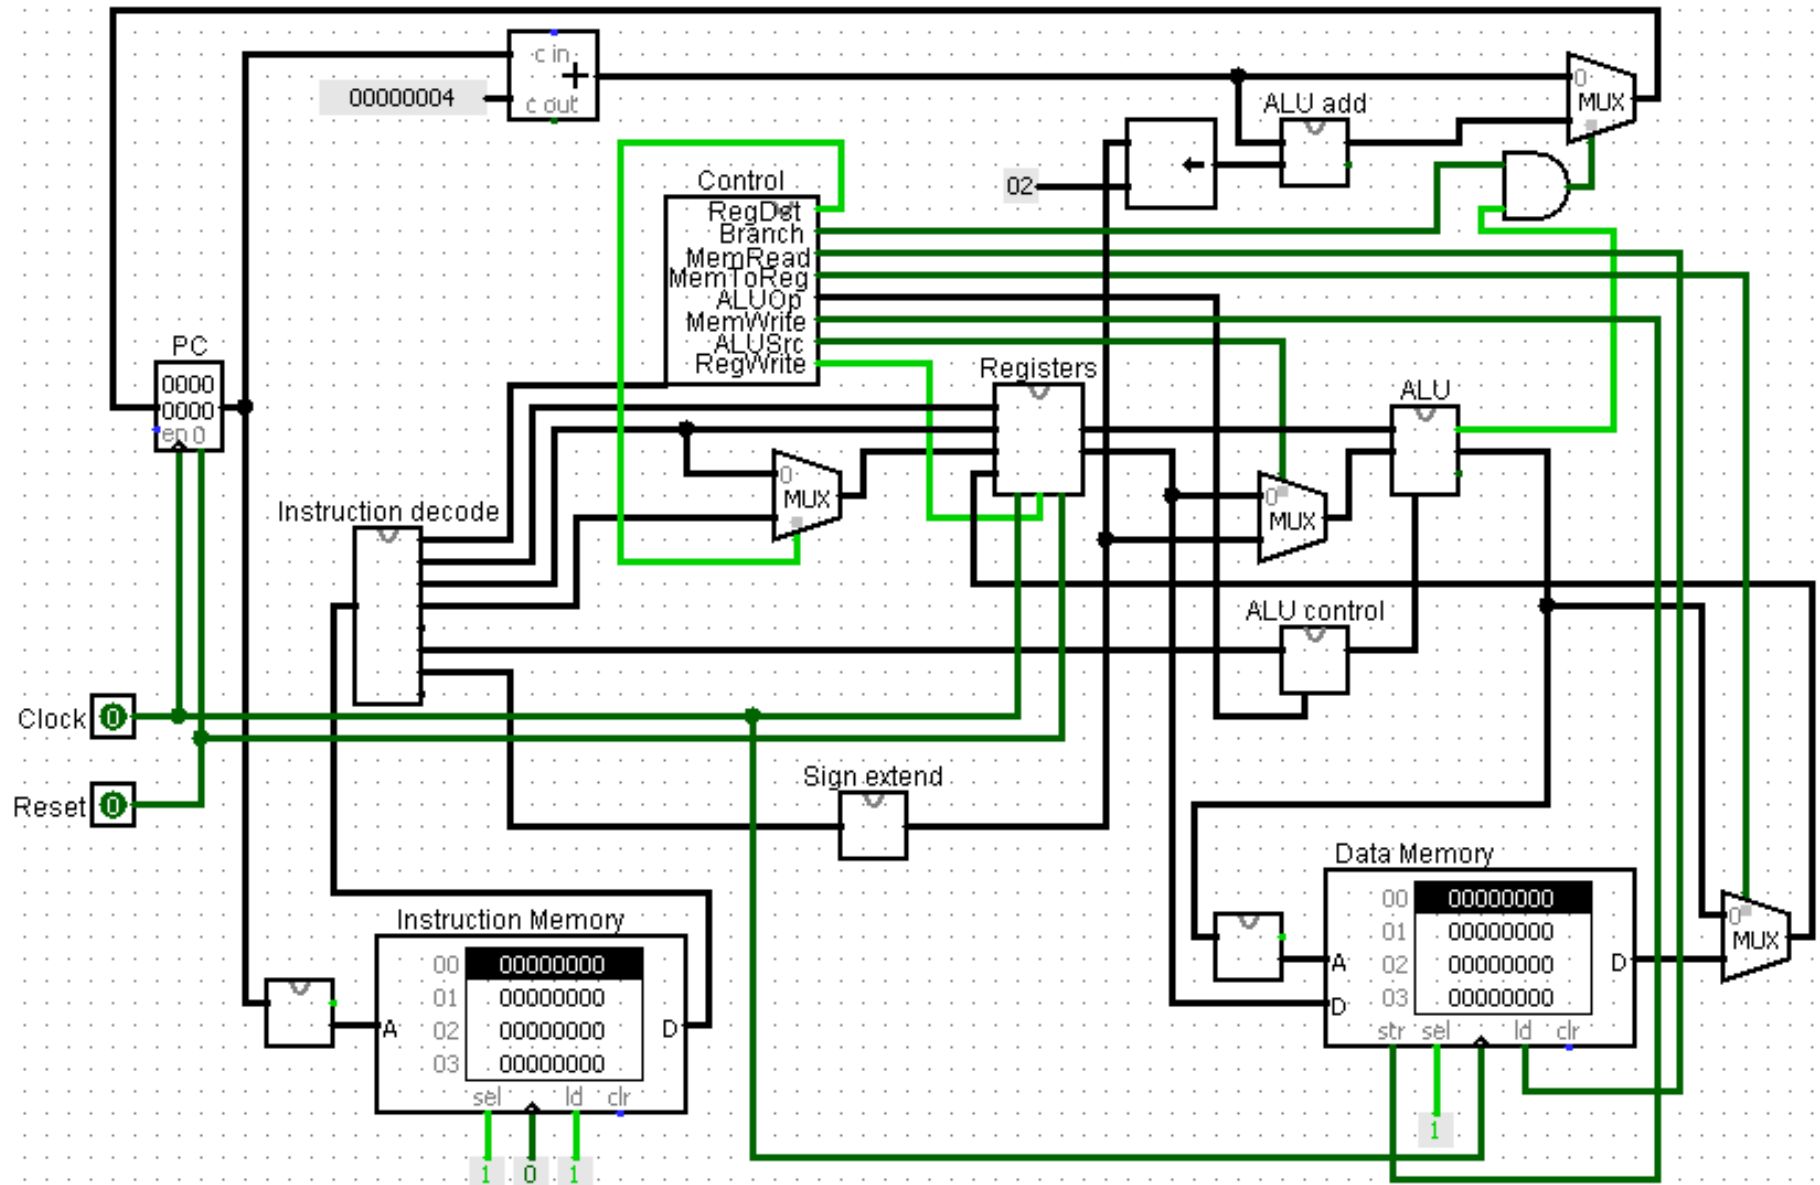 c in
00000004
+
c out
0
MUX
ALU add
02
Control
RegDst
Branch
MemRead
MemToReg
ALUOp
MemWrite
ALUSrc
RegWrite
PC
0000
0000
en 0
Registers
ALU
0
MUX
0
MUX
Instruction decode
ALU control
Clock 0
Reset 0
Sign extend
Data Memory
00 00000000
01 00000000
02 00000000
03 00000000
A
D
D
str sel ld clr
1
0
MUX
Instruction Memory
00 00000000
01 00000000
02 00000000
03 00000000
A
D
sel ld clr
1 0 1